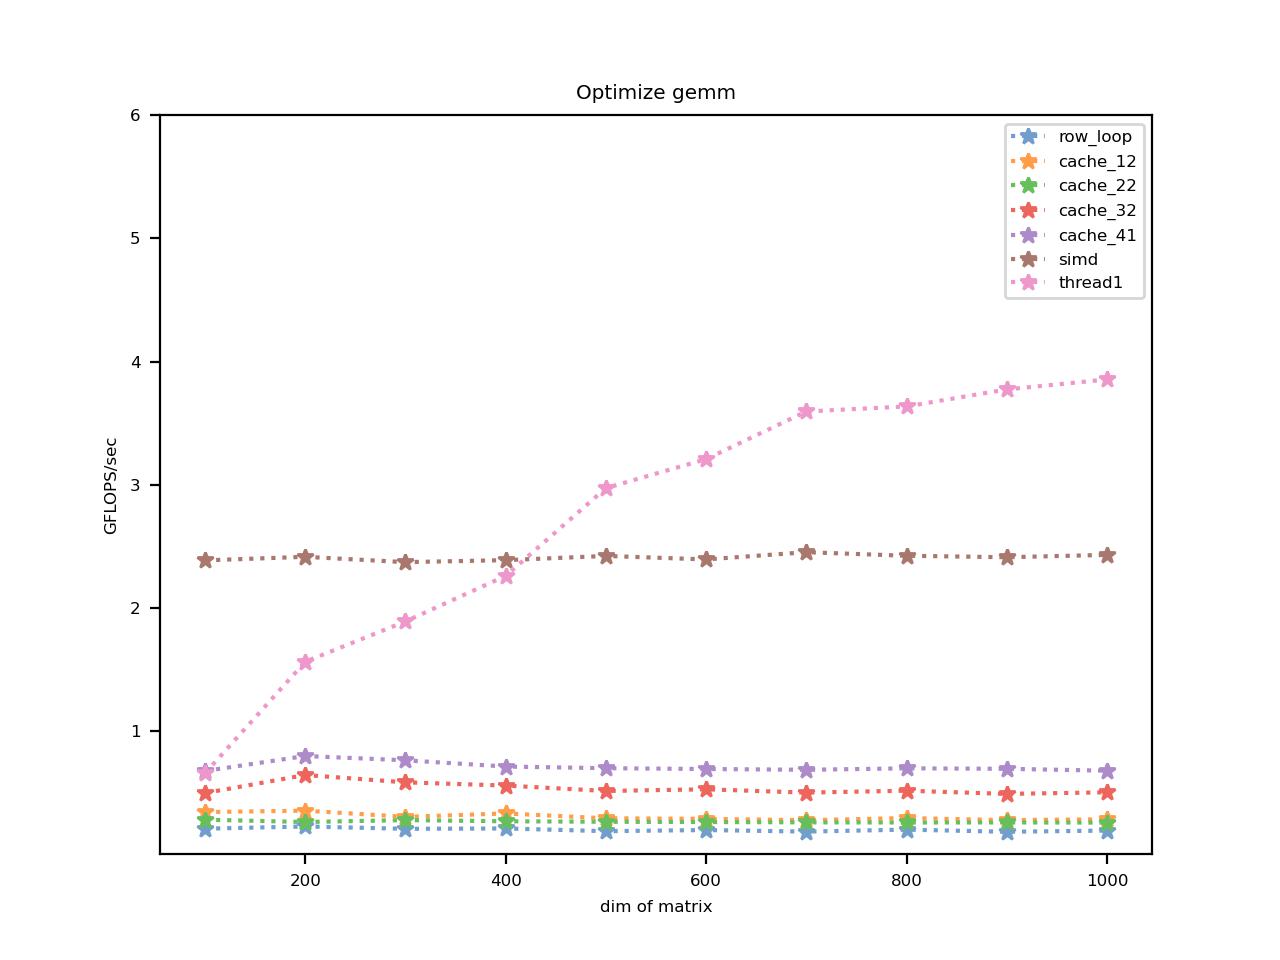 Optimize gemm
6
5
4
3
2
1
GFLOPS/sec
row_loop
cache_12
cache_22
cache_32
cache_41
simd
thread1
200 400 600 800 1000
dim of matrix